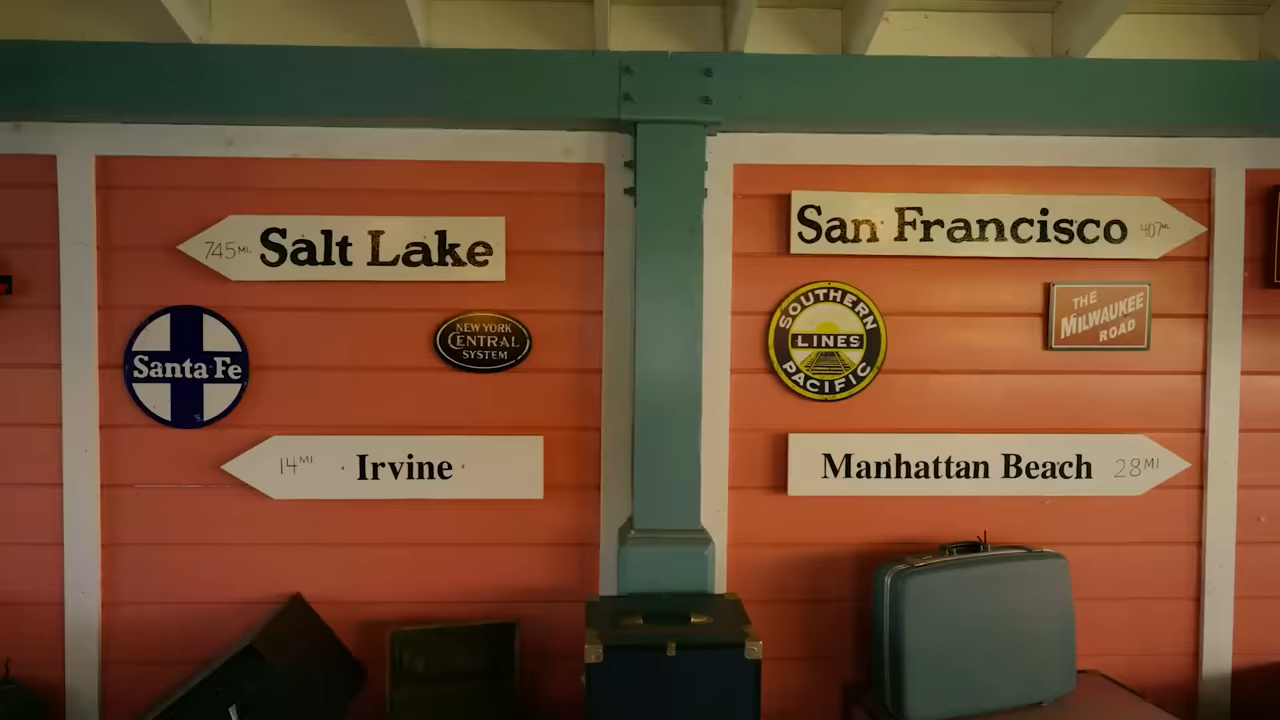 745 MI. Salt Lake
San Francisco 407 MI.
Santa Fe
NEW YORK
CENTRAL
SYSTEM
SOUTHERN
LINES
PACIFIC
THE
MILWAUKEE
ROAD
14 MI Irvine
Manhattan Beach 28 MI